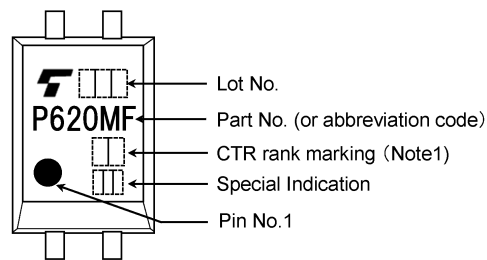 Lot No.
P620MF
Part No. (or abbreviation code)
CTR rank marking (Note1)
Special Indication
Pin No.1